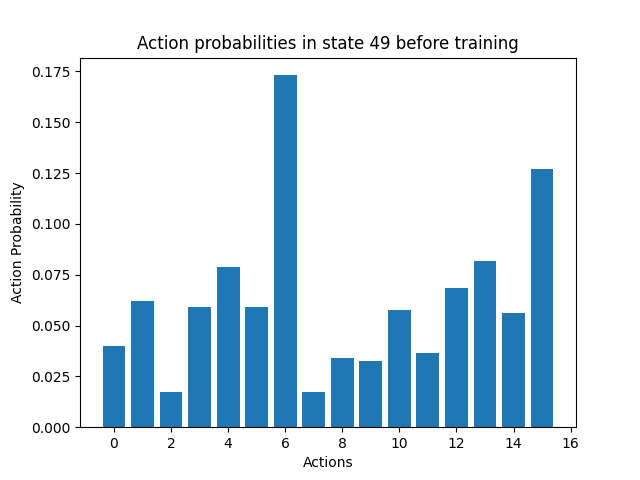 Action probabilities in state 49 before training
0.175
0.150
0.125
0.100
0.075
0.050
0.025
0.000
Action Probability
0 2 4 6 8 10 12 14 16
Actions